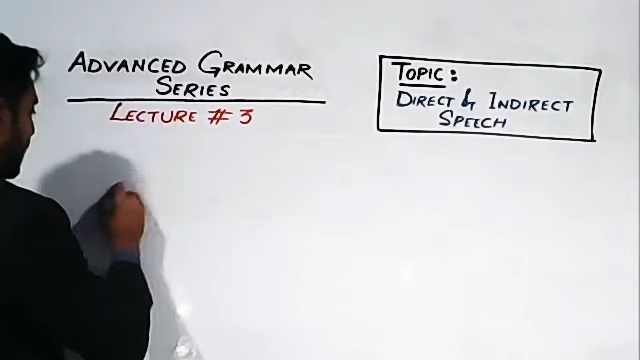 ADVANCED GRAMMAR
SERIES
LECTURE # 3
TOPIC:
DIRECT & INDIRECT
SPEECH